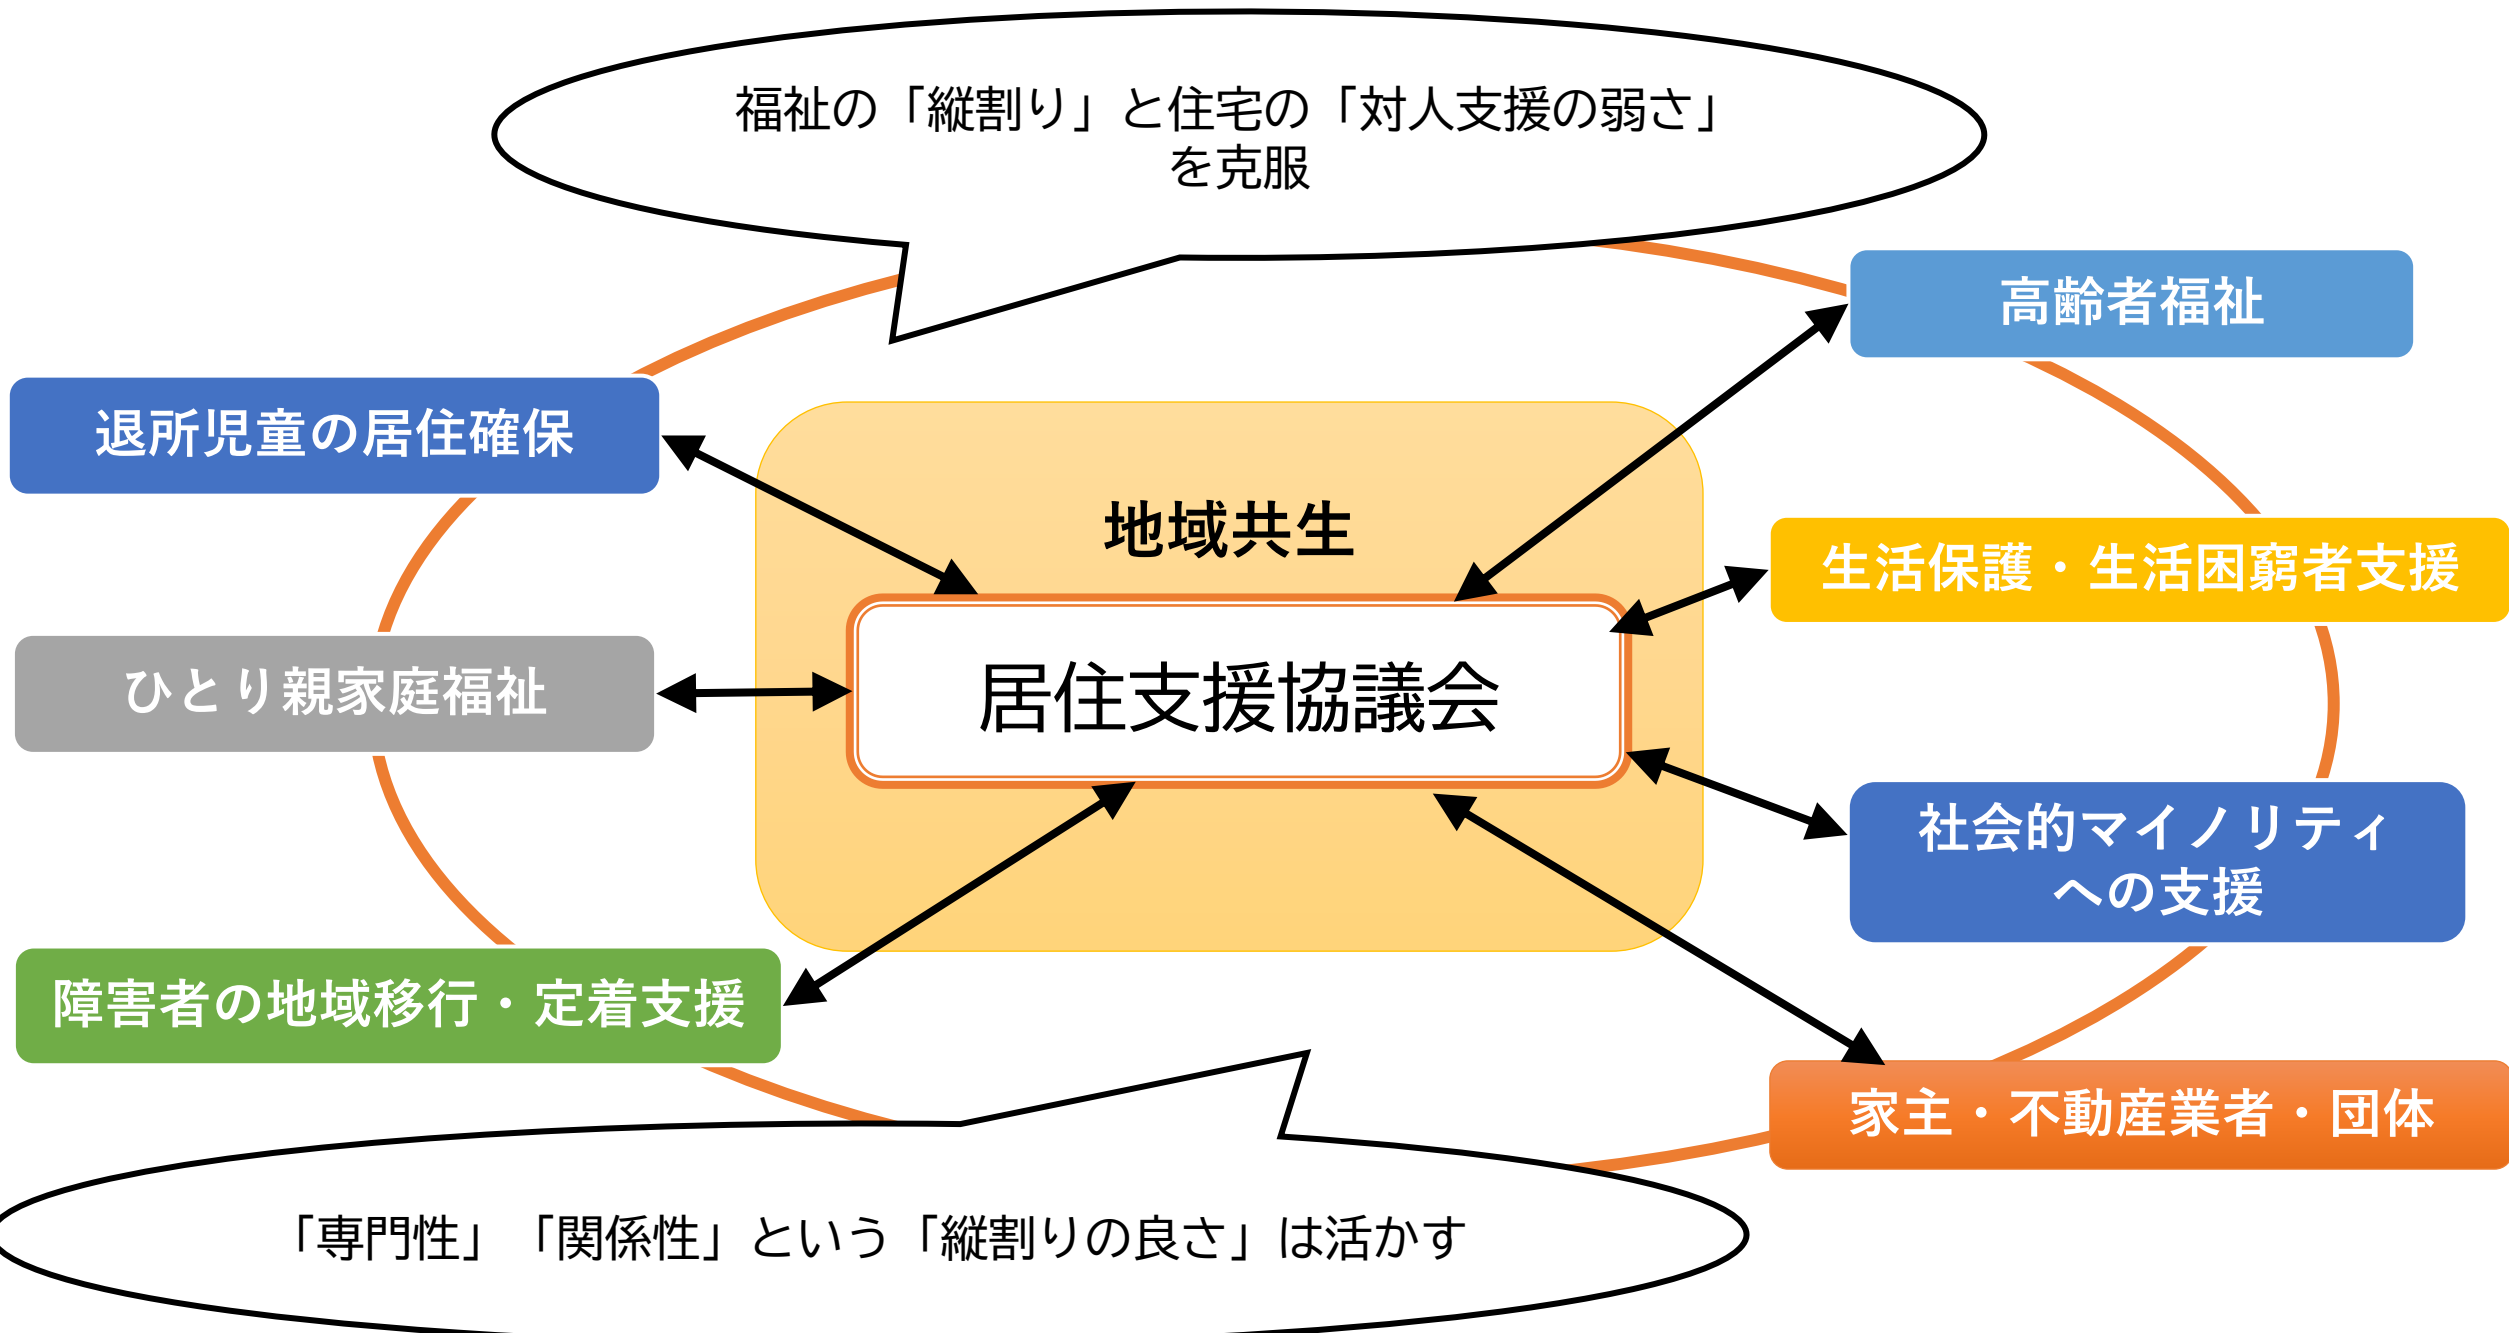 福祉の「縦割り」と住宅の「対人支援の弱さ」
を克服
高齢者福祉
退所児童の居住確保
地域共生
生活保護・生活困窮者支援
居住支援協議会
ひとり親家庭福祉
社会的マイノリティ
への支援
障害者の地域移行・定着支援
家主・不動産業者・団体
「専門性」「関係性」という「縦割りの良さ」は活かす